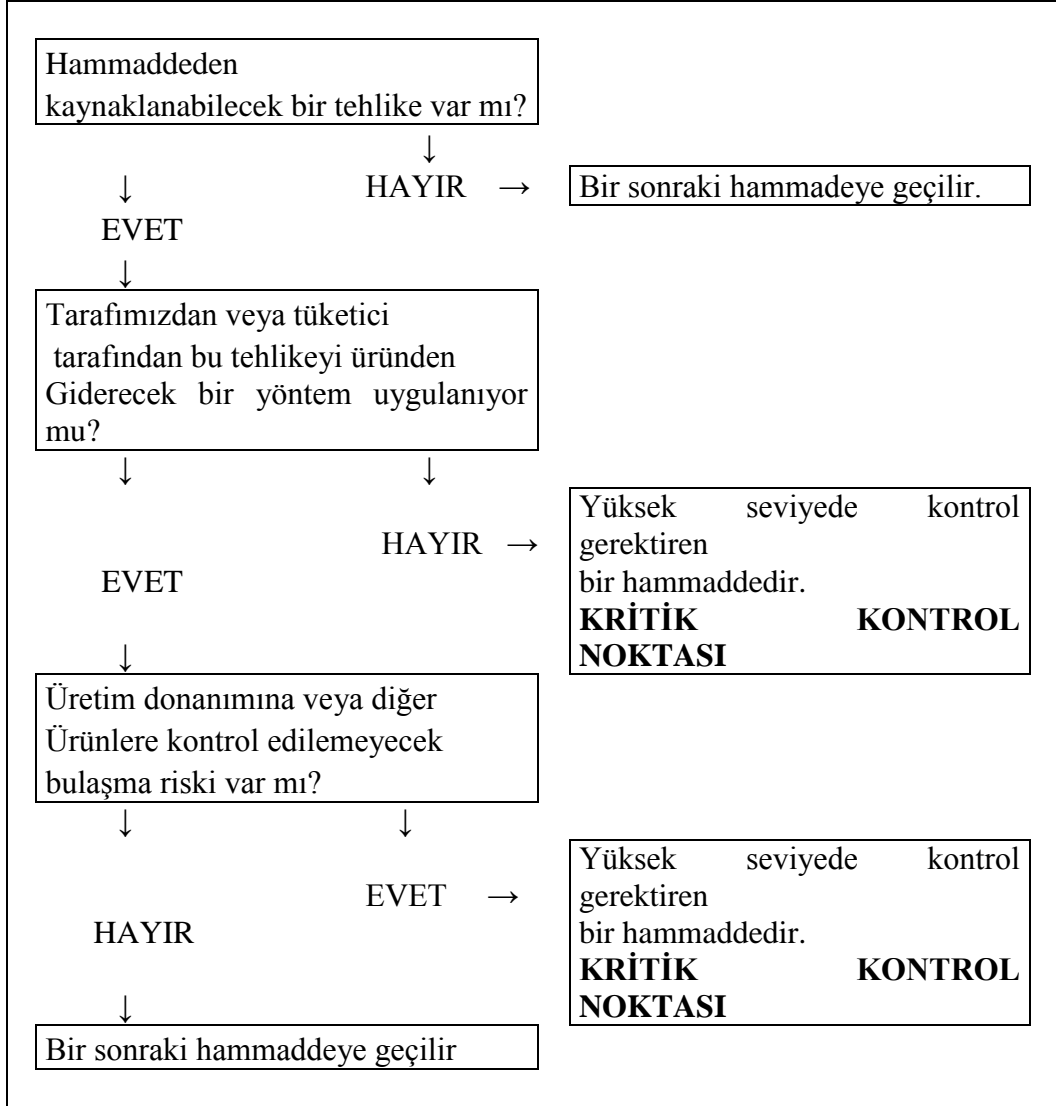 Hammaddeden
kaynaklanabilecek bir tehlike var mı?
↓
↓ HAYIR → Bir sonraki hammadeye geçilir.
EVET
↓
Tarafımızdan veya tüketici
tarafından bu tehlikeyi üründen
Giderecek bir yöntem uygulanıyor
mu?
↓ ↓
HAYIR →
EVET
Yüksek seviyede kontrol
gerektiren
bir hammaddedir.
KRİTİK KONTROL
NOKTASI
↓
Üretim donanımına veya diğer
Ürünlere kontrol edilemeyecek
bulaşma riski var mı?
↓ ↓
EVET →
HAYIR
Yüksek seviyede kontrol
gerektiren
bir hammaddedir.
KRİTİK KONTROL
NOKTASI
↓
Bir sonraki hammaddeye geçilir